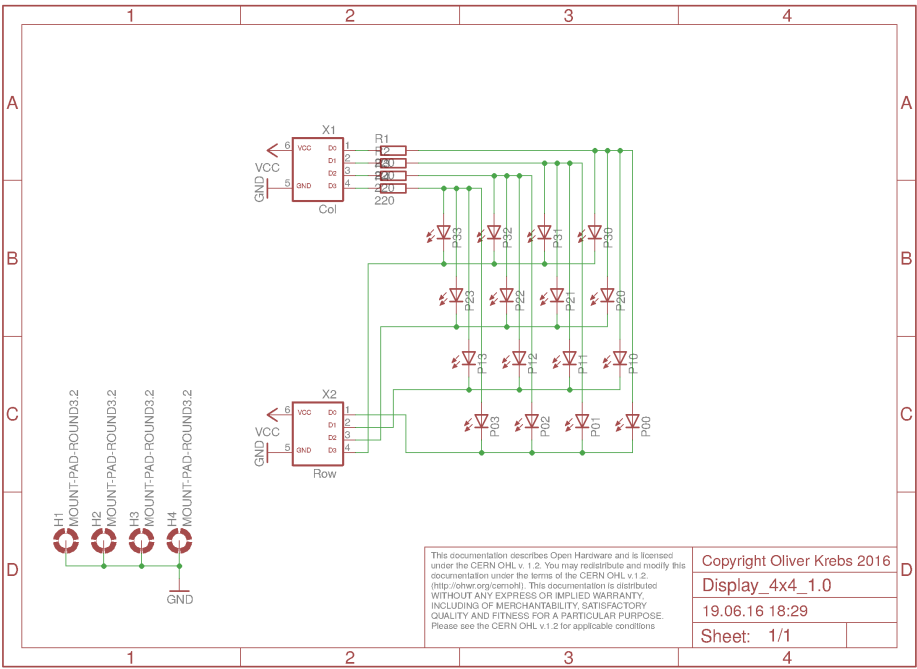 1 2 3 4
A A
X1
R1
R2
6 VCC D0 1
D1 2
D2 3
5 GND D3 4
VCC
GND
Col
220
220
P33 P32 P31 P30
B B
P23 P22 P21 P20
P13 P12 P11 P10
X2
6 VCC D0 1
D1 2
D2 3
5 GND D3 4
VCC
GND
Row
P03 P02 P01 P00
C C
H1 MOUNT-PAD-ROUND3.2
H2 MOUNT-PAD-ROUND3.2
H3 MOUNT-PAD-ROUND3.2
H4 MOUNT-PAD-ROUND3.2
GND
D D
This documentation describes Open Hardware and is licensed
under the CERN OHL v. 1.2. You may redistribute and modify this
documentation under the terms of the CERN OHL v.1.2.
(http://ohwr.org/cernohl). This documentation is distributed
WITHOUT ANY EXPRESS OR IMPLIED WARRANTY,
INCLUDING OF MERCHANTABILITY, SATISFACTORY
QUALITY AND FITNESS FOR A PARTICULAR PURPOSE.
Please see the CERN OHL v.1.2 for applicable conditions
Copyright Oliver Krebs 2016
Display_4x4_1.0
19.06.16 18:29
Sheet: 1/1
1 2 3 4